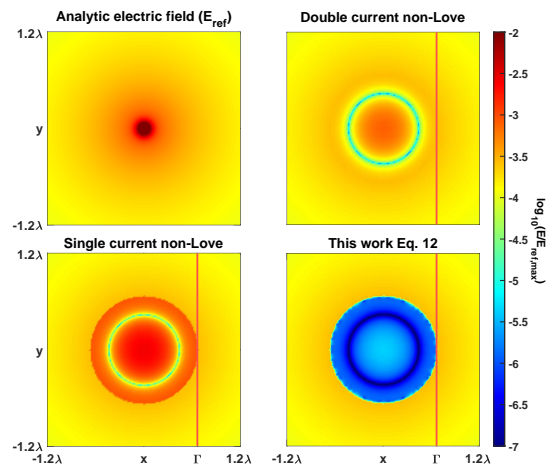 Analytic electric field (E_ref)
Double current non-Love
1.2λ
y
-1.2λ
Single current non-Love
This work Eq. 12
1.2λ
y
-1.2λ
-1.2λ x Γ 1.2λ
-1.2λ x Γ 1.2λ
-2
-2.5
-3
-3.5
-4
-4.5
-5
-5.5
-6
-6.5
-7
log₁₀(E/E_ref,max)